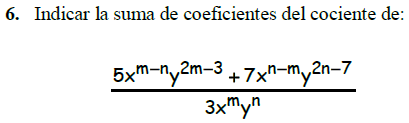 6. Indicar la suma de coeficientes del cociente de:
5x^{m-n}y^{2m-3} + 7x^{n-m}y^{2n-7}
3x^{m}y^{n}